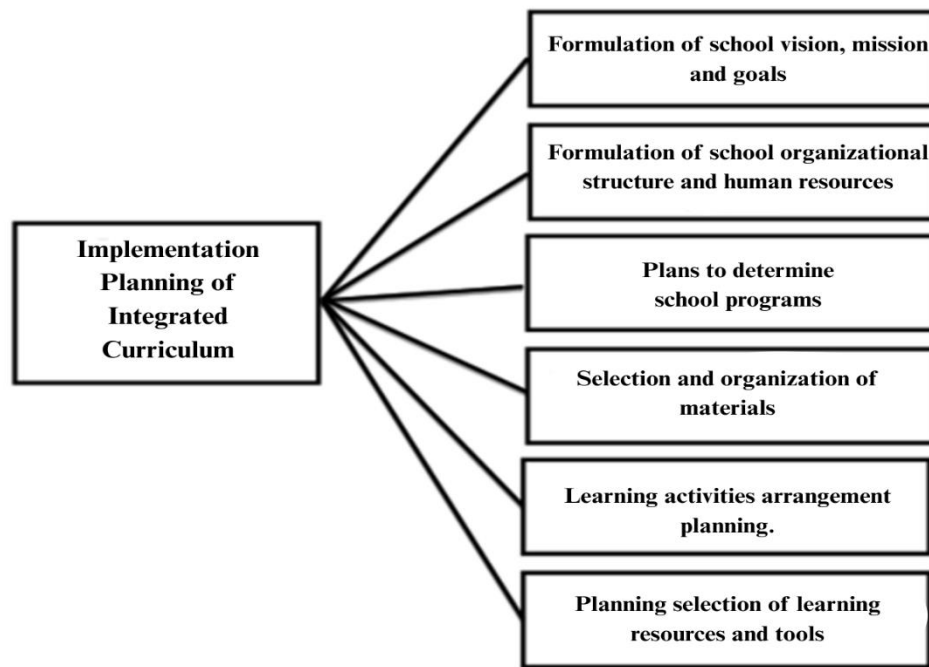 Implementation
Planning of
Integrated
Curriculum
Formulation of school vision, mission
and goals
Formulation of school organizational
structure and human resources
Plans to determine
school programs
Selection and organization of
materials
Learning activities arrangement
planning.
Planning selection of learning
resources and tools